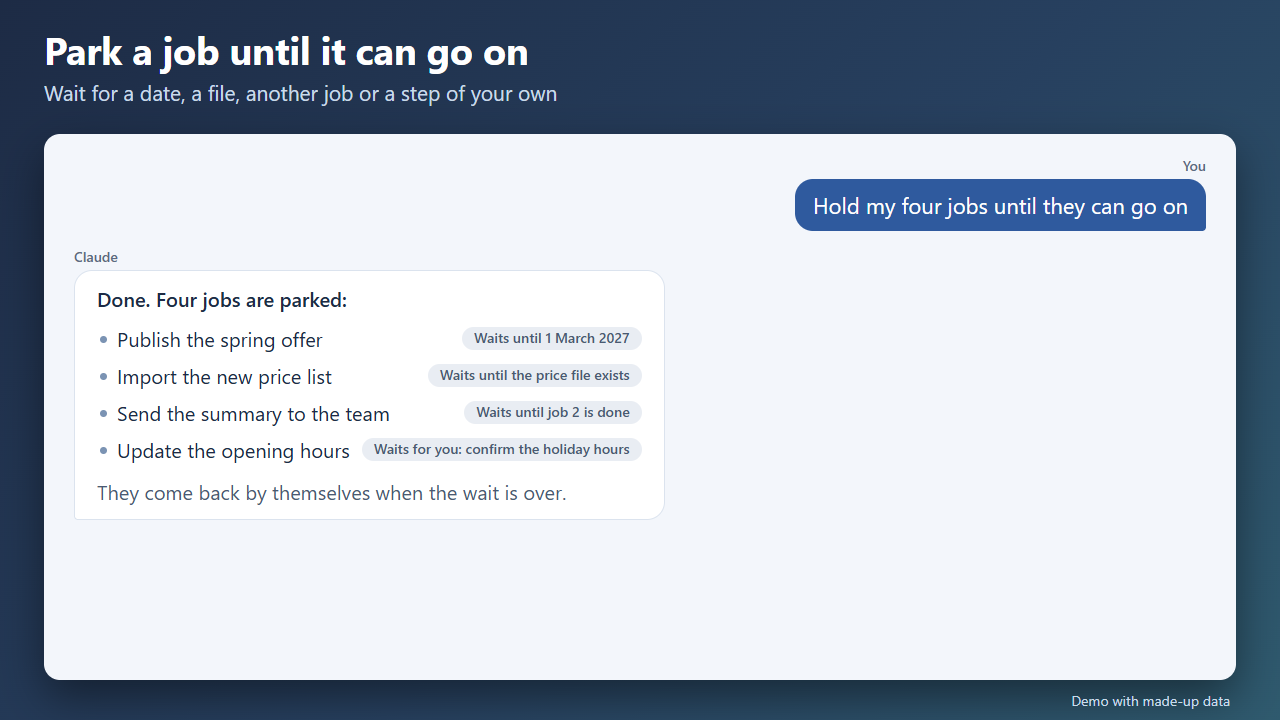 Park a job until it can go on
Wait for a date, a file, another job or a step of your own
You
Hold my four jobs until they can go on
Claude
Done. Four jobs are parked:
Publish the spring offer Waits until 1 March 2027
Import the new price list Waits until the price file exists
Send the summary to the team Waits until job 2 is done
Update the opening hours Waits for you: confirm the holiday hours
They come back by themselves when the wait is over.
Demo with made-up data